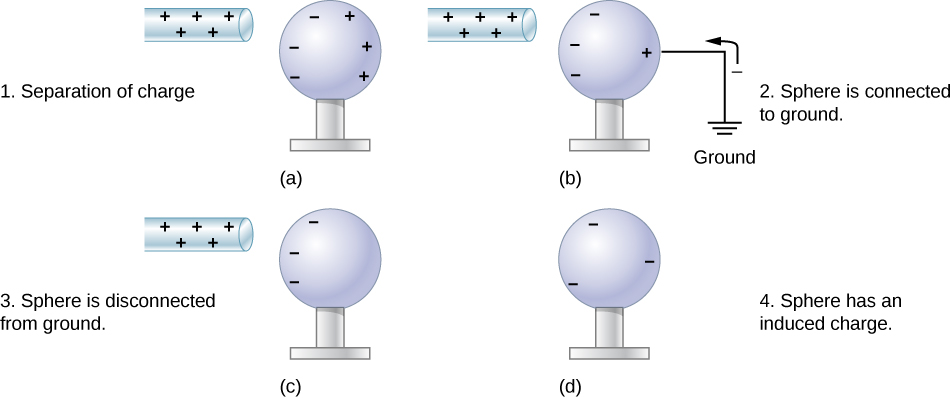 1. Separation of charge
(a)
2. Sphere is connected
to ground.
Ground
(b)
3. Sphere is disconnected
from ground.
(c)
4. Sphere has an
induced charge.
(d)